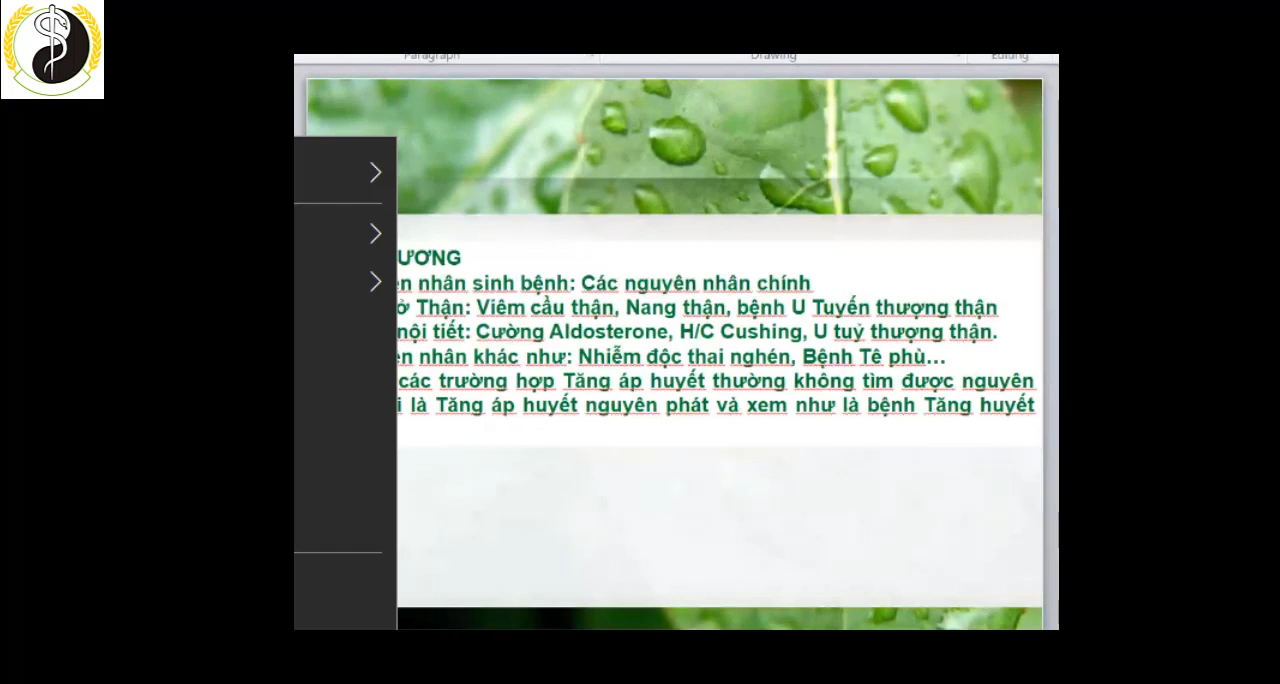 Paragraph
Drawing
Editing
ƯƠNG
ên nhân sinh bệnh: Các nguyên nhân chính
ở Thận: Viêm cầu thận, Nang thận, bệnh U Tuyến thượng thận
nội tiết: Cường Aldosterone, H/C Cushing, U tuỷ thượng thận.
ên nhân khác như: Nhiễm độc thai nghén, Bệnh Tê phù...
các trường hợp Tăng áp huyết thường không tìm được nguyên
i là Tăng áp huyết nguyên phát và xem như là bệnh Tăng huyết